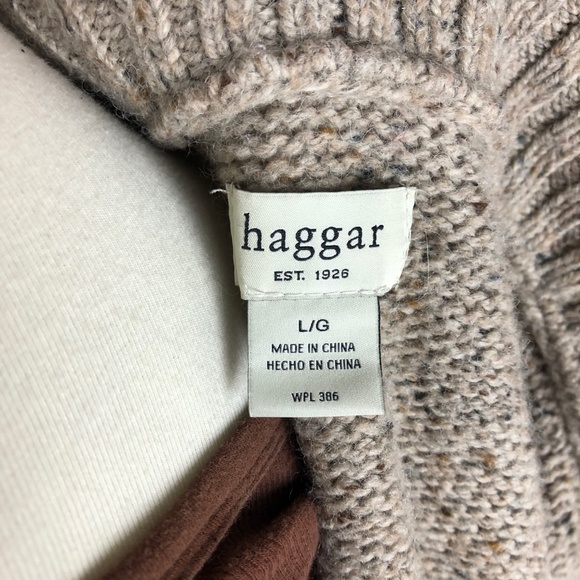 haggar
EST. 1926
L/G
MADE IN CHINA
HECHO EN CHINA
WPL 386